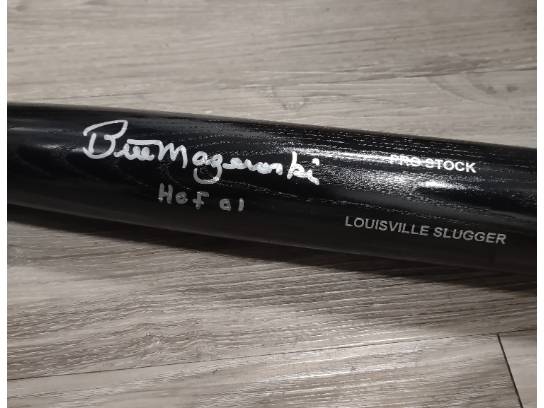 Bill Mazeroski
PRO STOCK
HOF 01
LOUISVILLE SLUGGER